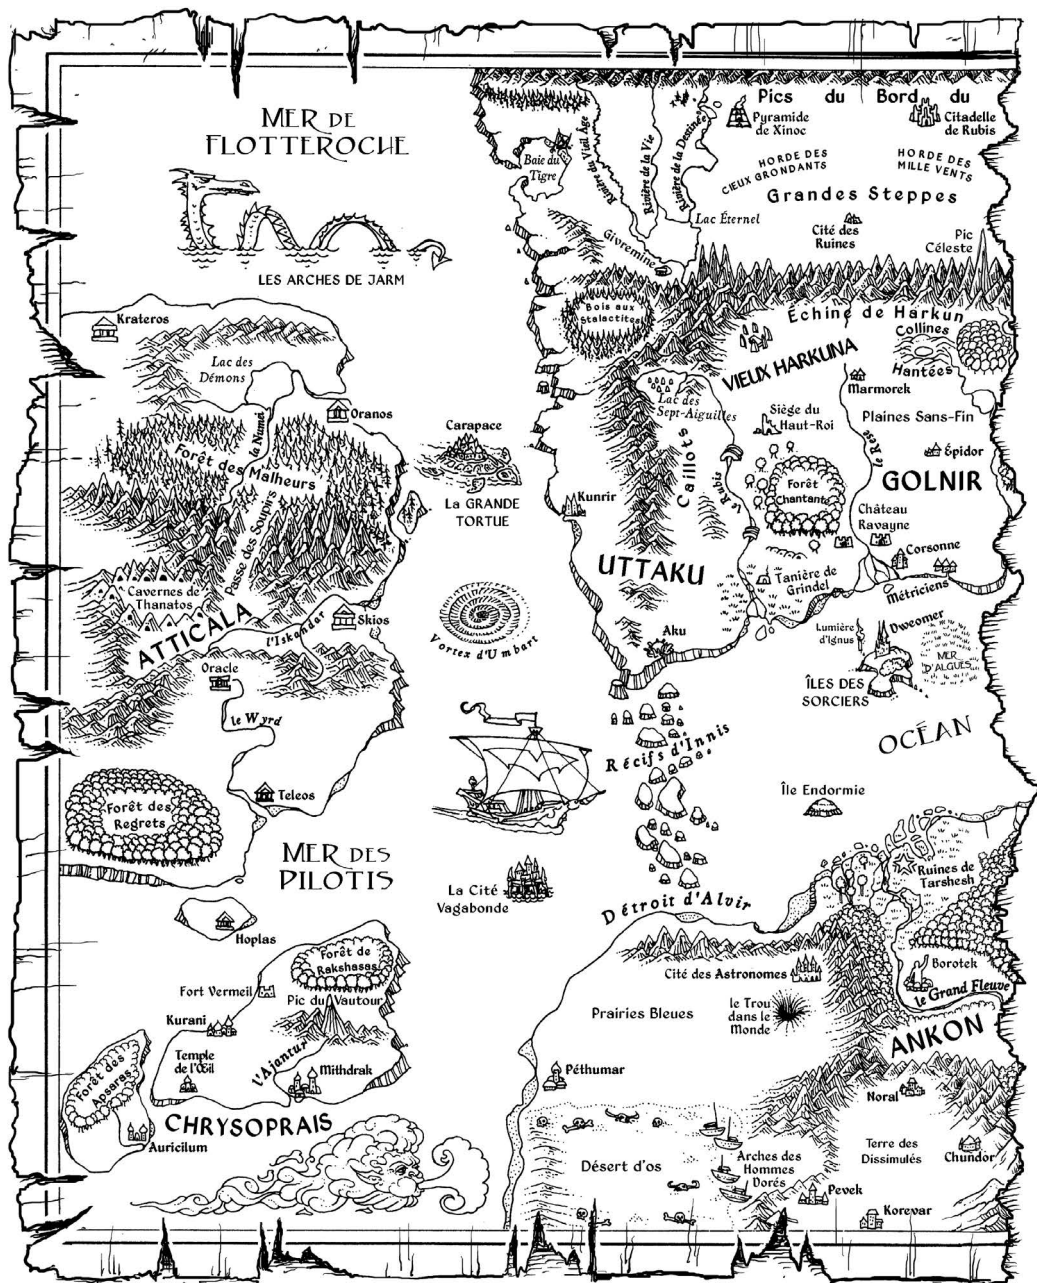 MER DE
FLOTTEROCHE
LES ARCHES DE JARM
Baie du
Tigre
Rivière du Vieil Âge
Rivière de la Vie
Rivière de la Destinée
Pics du Bord du
Pyramide
de Xinoc
Citadelle
de Rubis
HORDE DES
CIEUX GRONDANTS
HORDE DES
MILLE VENTS
Grandes Steppes
Lac Éternel
Cité des
Ruines
Pic
Céleste
Givremine
Krateros
Lac des
Démons
Oranos
la Numei
Forêt des Malheurs
Passe des Soupirs
Cavernes de
Thanatos
ATTICALA
l'Iskandar
Skios
Oracle
le Wyrd
Teleos
Forêt des
Regrets
Carapace
LA GRANDE
TORTUE
Vortex d'Umbart
Bois aux
Stalactites
Échine de Harkun
VIEUX HARKUNA
Collines
Hantées
Marmorek
Lac des
Sept-Aiguilles
Siège du
Haut-Roi
Plaines Sans-Fin
Caillots
le Rese
Épidor
Forêt
Chantante
GOLNIR
Kunrir
le Rubis
Château
Ravayne
Corsonne
UTTAKU
Tanière de
Grindel
Métriciens
Aku
Lumière
d'Ignus
Dweomer
MER
D'ALGUES
ÎLES DES
SORCIERS
Récifs d'Innis
OCÉAN
Île Endormie
MER DES
PILOTIS
La Cité
Vagabonde
Détroit d'Alvir
Ruines de
Tarshesh
Hoplas
Forêt de
Rakshasas
Fort Vermeil
Pic du Vautour
Kurani
Temple
de l'Œil
l'Ajantur
Mithdrak
Forêt des
Apsaras
CHRYSOPRAIS
Auricilum
Cité des Astronomes
Borotek
le Grand Fleuve
Prairies Bleues
le Trou
dans le
Monde
ANKON
Péthumar
Noral
Désert d'os
Arches des
Hommes
Dorés
Terre des
Dissimulés
Chundor
Pevek
Korevar